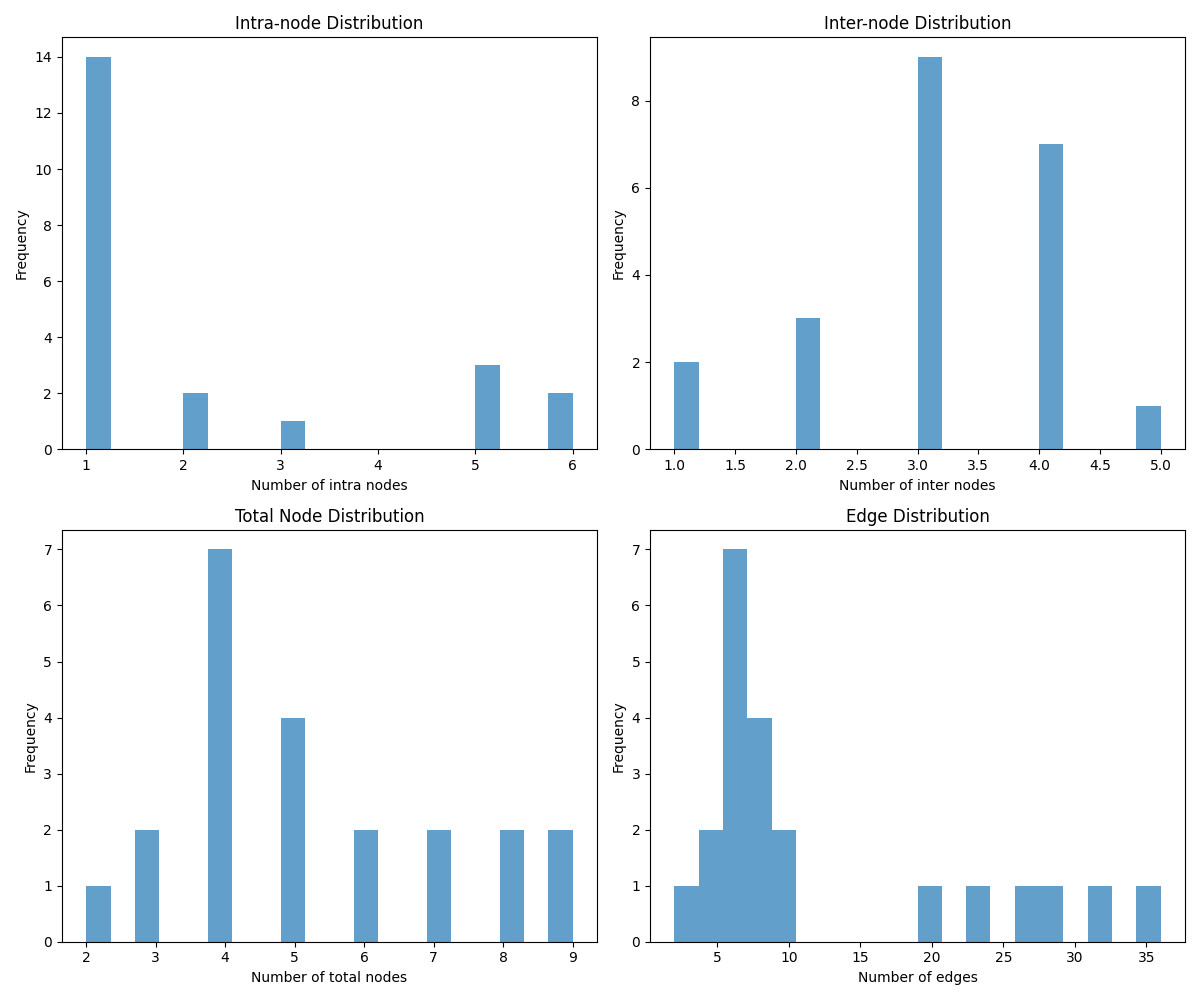 Intra-node Distribution
Frequency
14
12
10
8
6
4
2
0
1 2 3 4 5 6
Number of intra nodes
Inter-node Distribution
Frequency
8
6
4
2
0
1.0 1.5 2.0 2.5 3.0 3.5 4.0 4.5 5.0
Number of inter nodes
Total Node Distribution
Frequency
7
6
5
4
3
2
1
0
2 3 4 5 6 7 8 9
Number of total nodes
Edge Distribution
Frequency
7
6
5
4
3
2
1
0
5 10 15 20 25 30 35
Number of edges